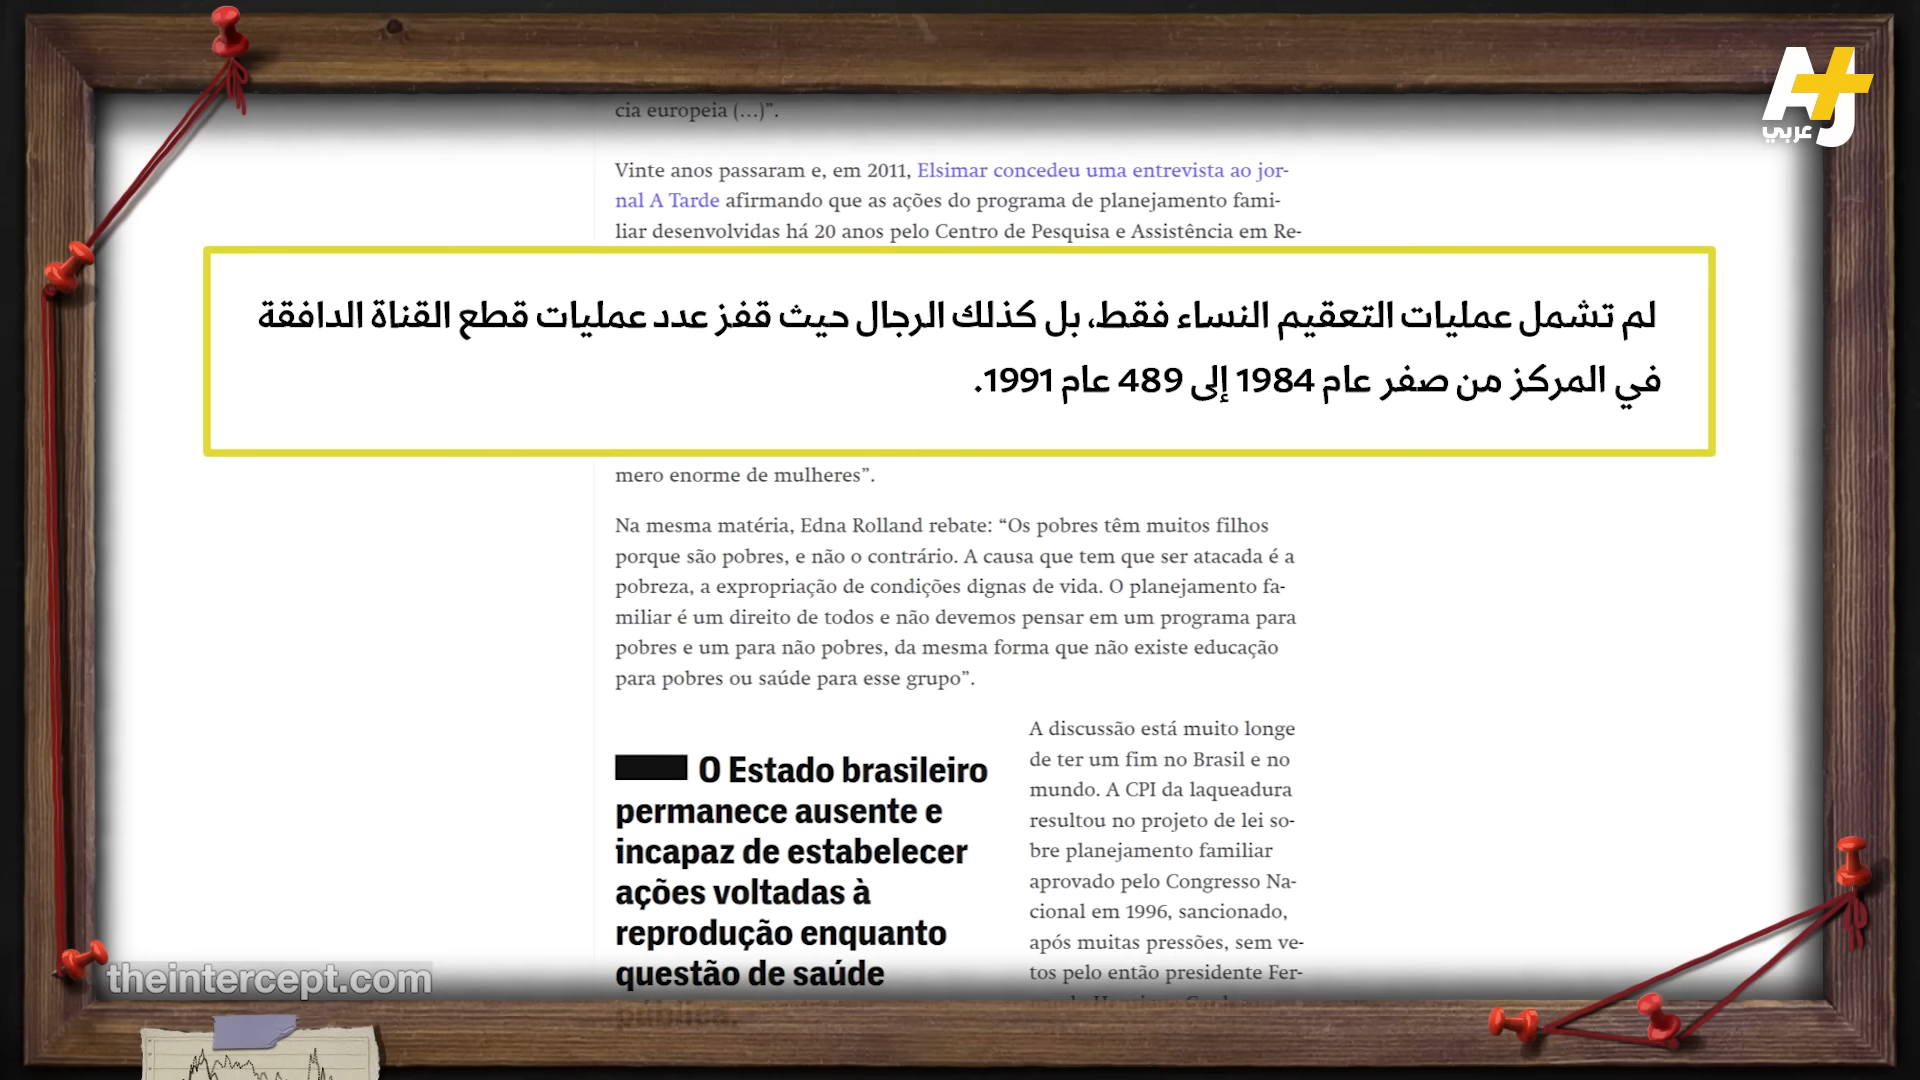 عربي
cia europeia (...)”.
Vinte anos passaram e, em 2011, Elsimar concedeu uma entrevista ao jor-
nal A Tarde afirmando que as ações do programa de planejamento fami-
liar desenvolvidas há 20 anos pelo Centro de Pesquisa e Assistência em Re-
لم تشمل عمليات التعقيم النساء فقط، بل كذلك الرجال حيث قفز عدد عمليات قطع القناة الدافقة
في المركز من صفر عام 1984 إلى 489 عام 1991.
mero enorme de mulheres”.
Na mesma matéria, Edna Rolland rebate: “Os pobres têm muitos filhos
porque são pobres, e não o contrário. A causa que tem que ser atacada é a
pobreza, a expropriação de condições dignas de vida. O planejamento fa-
miliar é um direito de todos e não devemos pensar em um programa para
pobres e um para não pobres, da mesma forma que não existe educação
para pobres ou saúde para esse grupo”.
O Estado brasileiro
permanece ausente e
incapaz de estabelecer
ações voltadas à
reprodução enquanto
questão de saúde
pública
A discussão está muito longe
de ter um fim no Brasil e no
mundo. A CPI da laqueadura
resultou no projeto de lei so-
bre planejamento familiar
aprovado pelo Congresso Na-
cional em 1996, sancionado,
após muitas pressões, sem ve-
tos pelo então presidente Fer-
theintercept.com